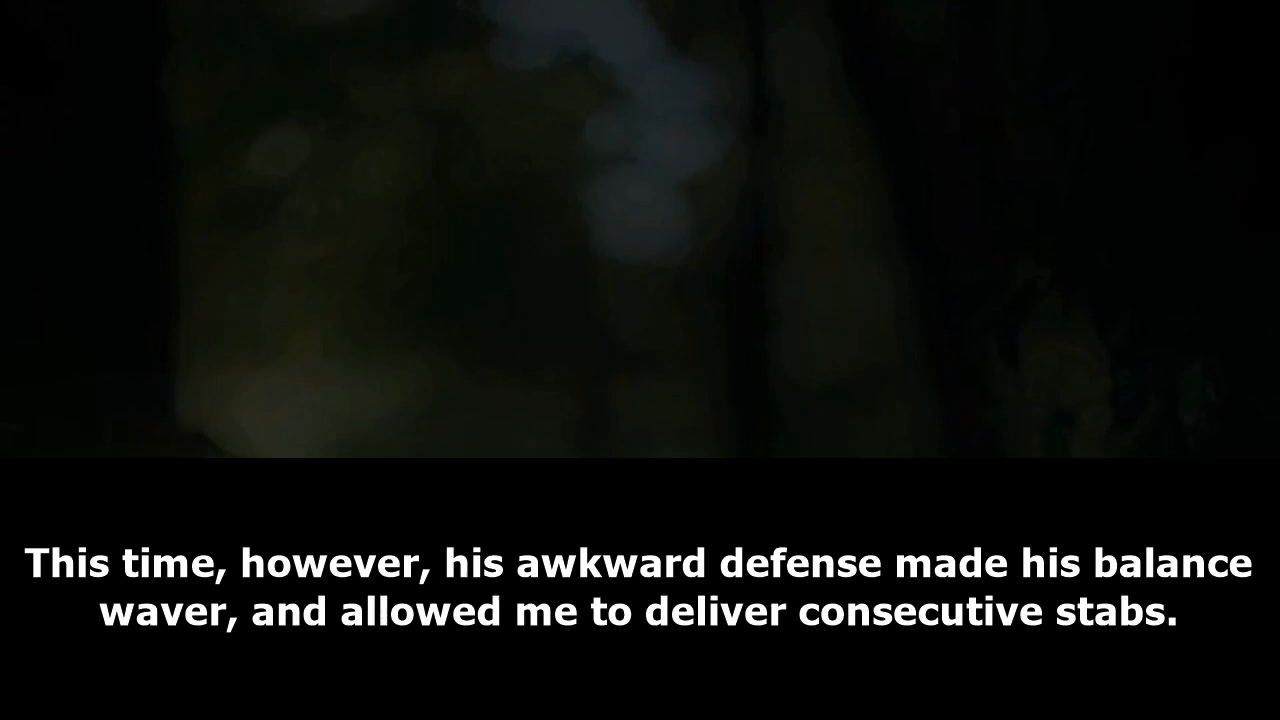 This time, however, his awkward defense made his balance
waver, and allowed me to deliver consecutive stabs.